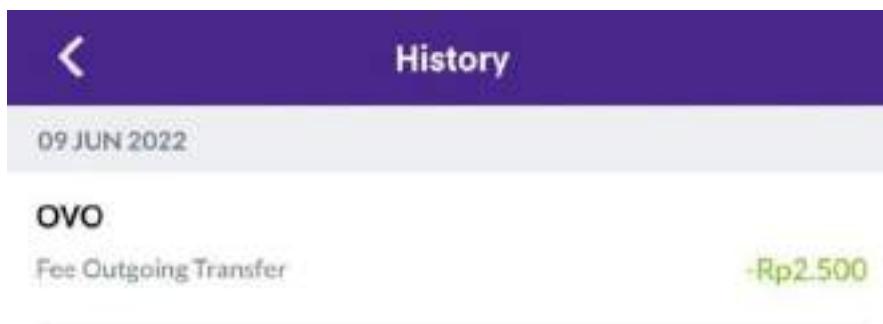 History
09 JUN 2022
OVO
Fee Outgoing Transfer
-Rp2.500